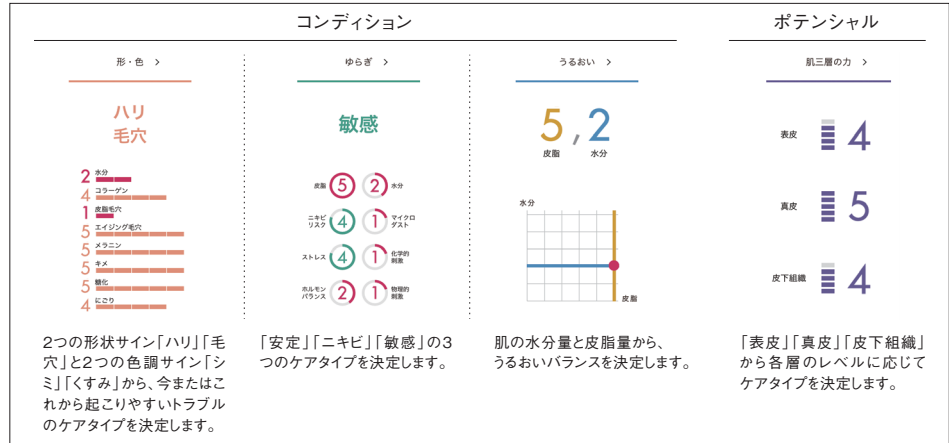 コンディション
ポテンシャル
形・色 >
ゆらぎ >
うるおい >
肌三層の力 >
ハリ
毛穴
2 水分
4 コラーゲン
1 皮脂毛穴
5 エイジング毛穴
5 メラニン
5 キメ
5 糖化
4 にごり
2つの形状サイン「ハリ」「毛
穴」と2つの色調サイン「シ
ミ」「くすみ」から、今またはこ
れから起こりやすいトラブル
のケアタイプを決定します。
敏感
皮脂 5 2 水分
ニキビ
リスク 4 1 マイクロ
ダスト
ストレス 4 1 化学的
刺激
ホルモン
バランス 2 1 物理的
刺激
「安定」「ニキビ」「敏感」の3
つのケアタイプを決定します。
5 , 2
皮脂 水分
水分
皮脂
肌の水分量と皮脂量から、
うるおいバランスを決定します。
表皮 4
真皮 5
皮下組織 4
「表皮」「真皮」「皮下組織」
から各層のレベルに応じて
ケアタイプを決定します。